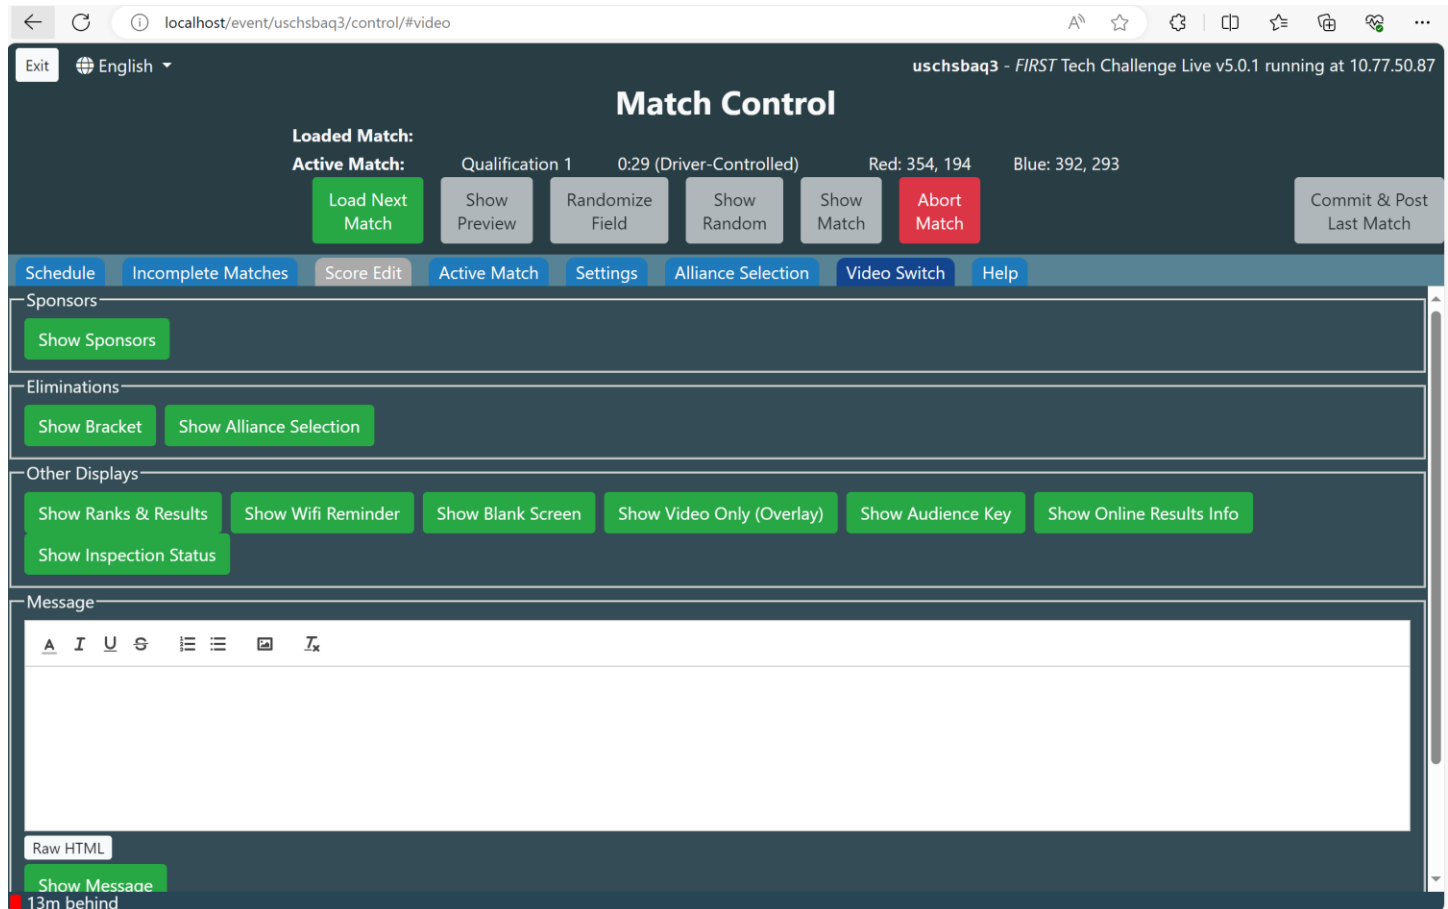 localhost/event/uschsbaq3/control/#video
Exit English uschsbaq3 - FIRST Tech Challenge Live v5.0.1 running at 10.77.50.87
Match Control
Loaded Match:
Active Match: Qualification 1 0:29 (Driver-Controlled) Red: 354, 194 Blue: 392, 293
Load Next Match
Show Preview
Randomize Field
Show Random
Show Match
Abort Match
Commit & Post Last Match
Schedule Incomplete Matches Score Edit Active Match Settings Alliance Selection Video Switch Help
Sponsors
Show Sponsors
Eliminations
Show Bracket Show Alliance Selection
Other Displays
Show Ranks & Results Show Wifi Reminder Show Blank Screen Show Video Only (Overlay) Show Audience Key Show Online Results Info
Show Inspection Status
Message
Raw HTML
Show Message
13m behind